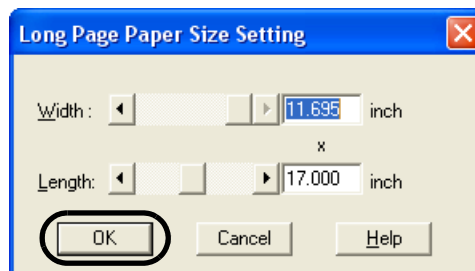 Long Page Paper Size Setting
Width : 11.695 inch
x
Length: 17.000 inch
OK Cancel Help